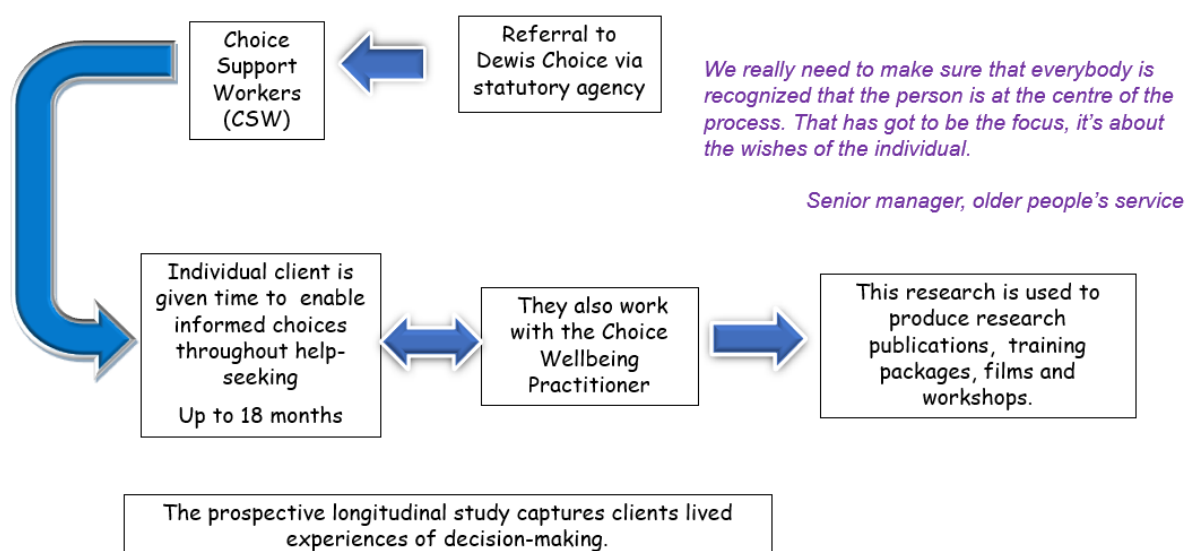 Choice
Support
Workers
(CSW)
Referral to
Dewis Choice via
statutory agency
We really need to make sure that everybody is
recognized that the person is at the centre of the
process. That has got to be the focus, it's about
the wishes of the individual.
Senior manager, older people's service
Individual client is
given time to enable
informed choices
throughout help-
seeking
Up to 18 months
They also work
with the Choice
Wellbeing
Practitioner
This research is used to
produce research
publications, training
packages, films and
workshops.
The prospective longitudinal study captures clients lived
experiences of decision-making.